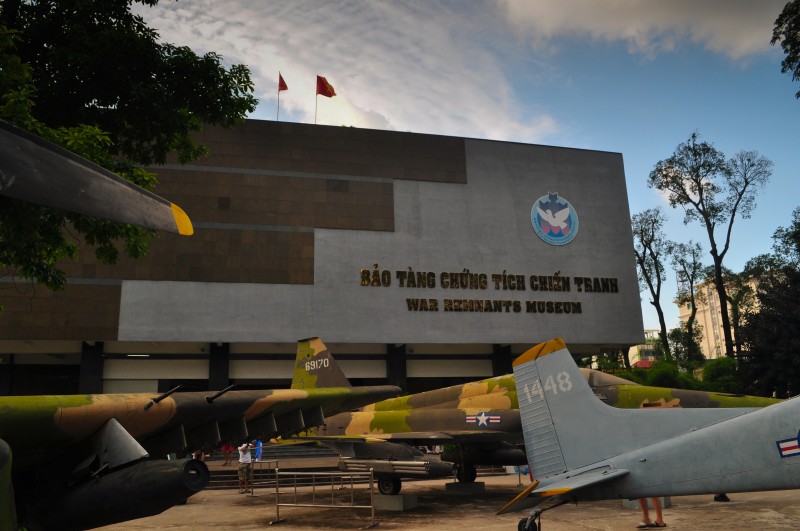 BẢO TÀNG CHỨNG TÍCH CHIẾN TRANH
WAR REMNANTS MUSEUM
69170
1448